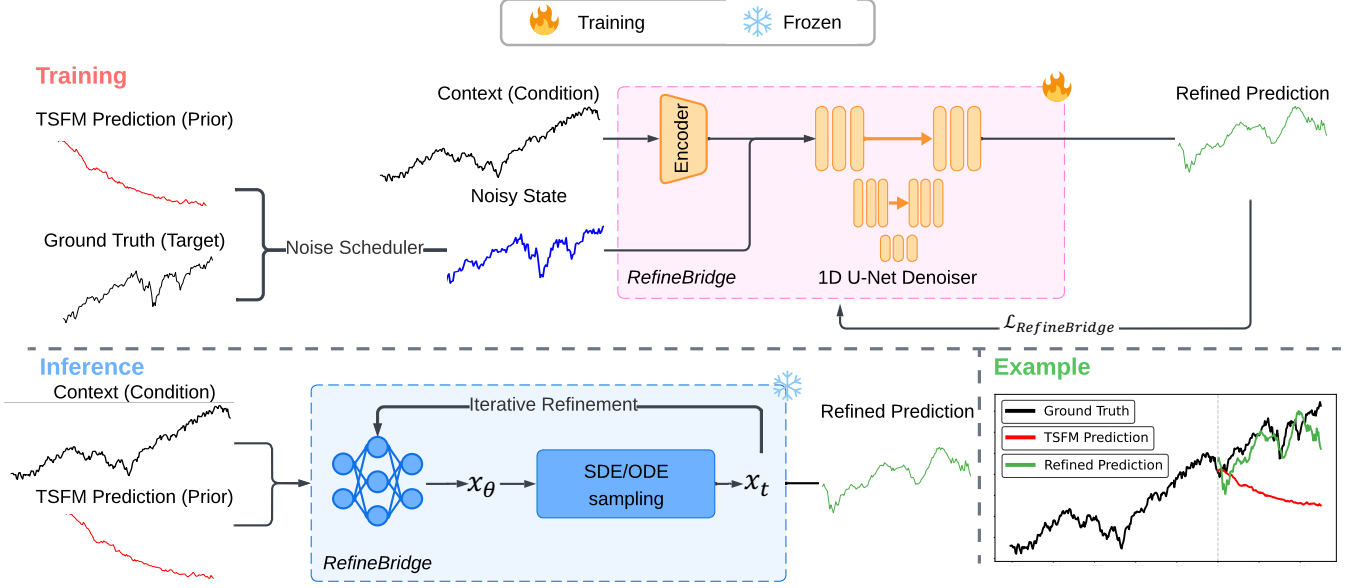 Training
Frozen
Training
TSFM Prediction (Prior)
Ground Truth (Target)
Noise Scheduler
Context (Condition)
Noisy State
Encoder
RefineBridge
1D U-Net Denoiser
Refined Prediction
ℒ_RefineBridge
Inference
Context (Condition)
TSFM Prediction (Prior)
Iterative Refinement
x_θ
SDE/ODE
sampling
x_t
RefineBridge
Refined Prediction
Example
Ground Truth
TSFM Prediction
Refined Prediction